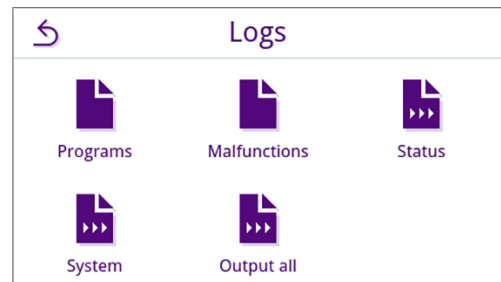 Logs
Programs
Malfunctions
Status
System
Output all